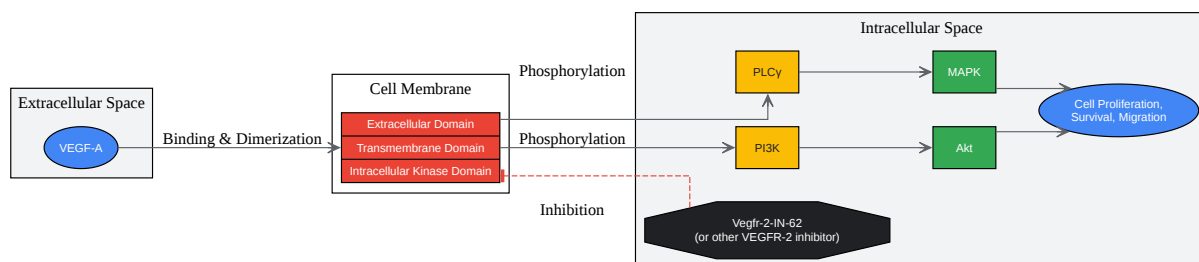 Extracellular Space
VEGF-A
Binding & Dimerization
Cell Membrane
Extracellular Domain
Transmembrane Domain
Intracellular Kinase Domain
Phosphorylation
Phosphorylation
Inhibition
Intracellular Space
PLCγ
MAPK
PI3K
Akt
Cell Proliferation,
Survival, Migration
Vegfr-2-IN-62
(or other VEGFR-2 inhibitor)